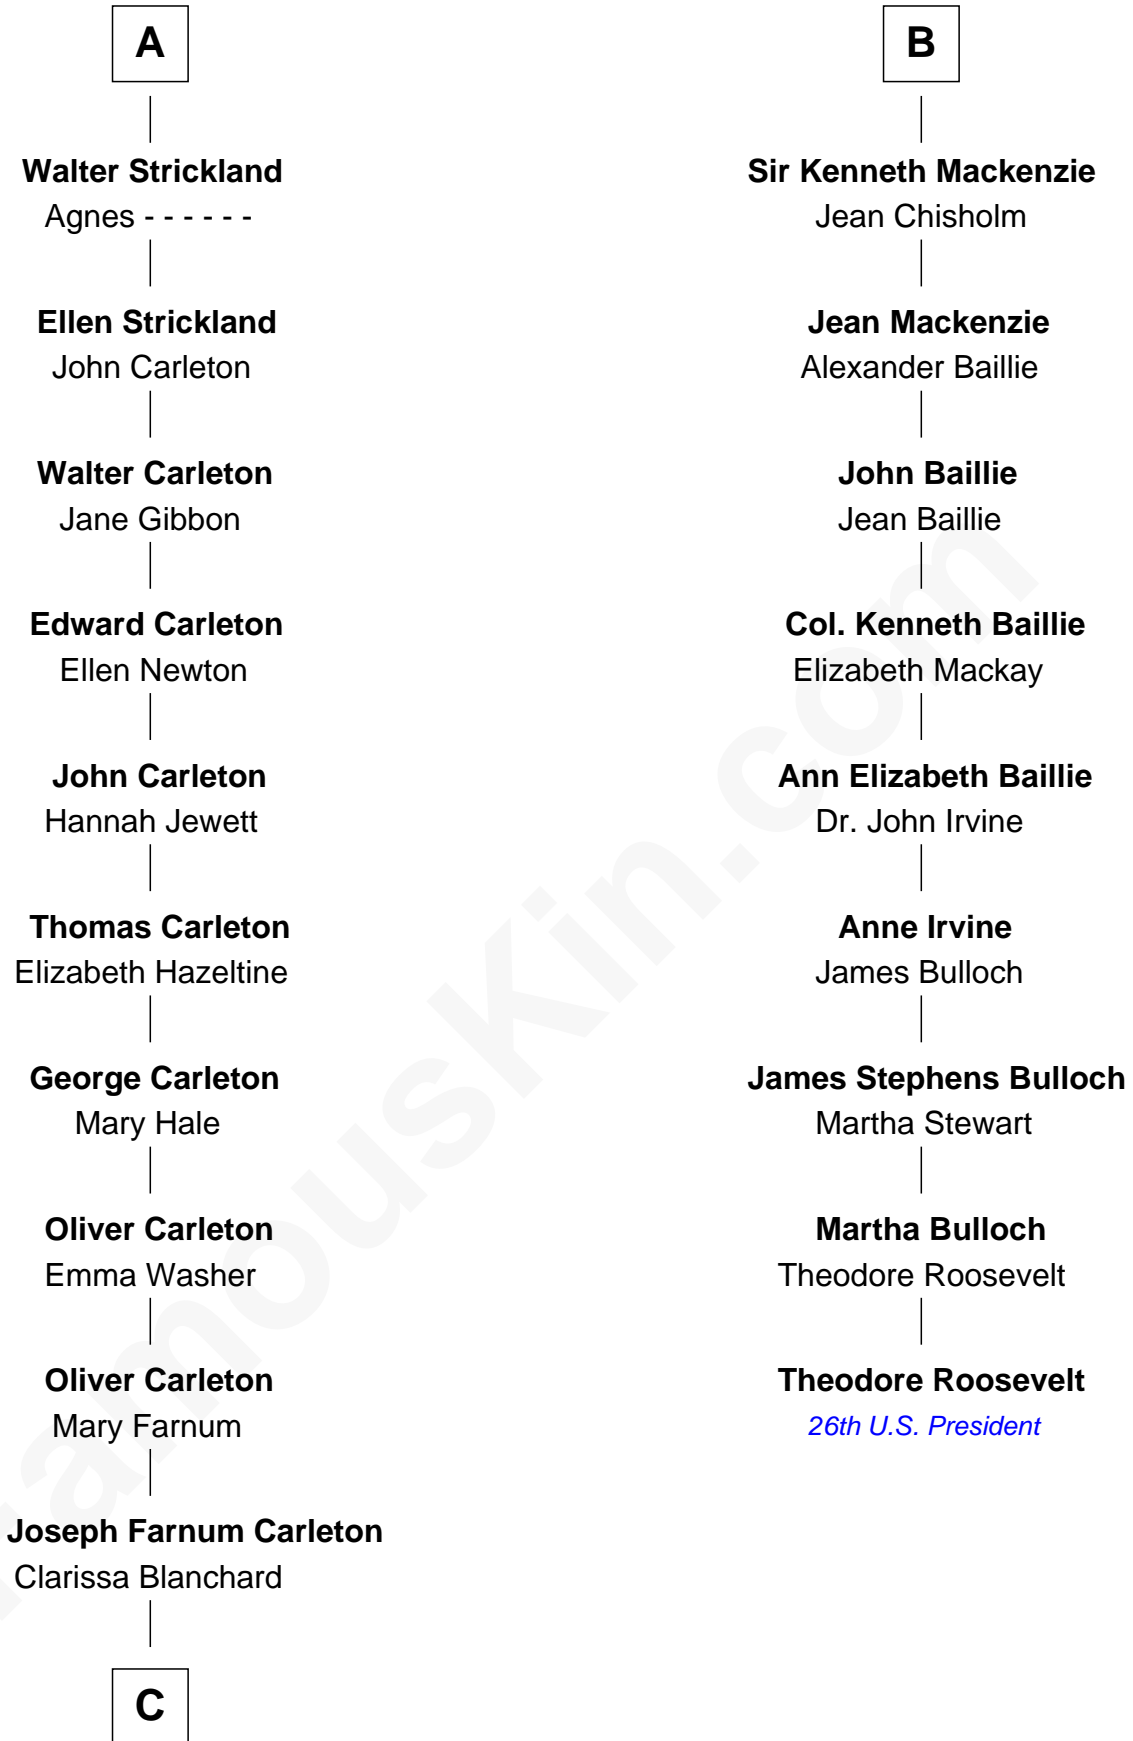 A
Walter Strickland
Agnes - - - - - -
Ellen Strickland
John Carleton
Walter Carleton
Jane Gibbon
Edward Carleton
Ellen Newton
John Carleton
Hannah Jewett
Thomas Carleton
Elizabeth Hazeltine
George Carleton
Mary Hale
Oliver Carleton
Emma Washer
Oliver Carleton
Mary Farnum
Joseph Farnum Carleton
Clarissa Blanchard
C
B
Sir Kenneth Mackenzie
Jean Chisholm
Jean Mackenzie
Alexander Baillie
John Baillie
Jean Baillie
Col. Kenneth Baillie
Elizabeth Mackay
Ann Elizabeth Baillie
Dr. John Irvine
Anne Irvine
James Bulloch
James Stephens Bulloch
Martha Stewart
Martha Bulloch
Theodore Roosevelt
Theodore Roosevelt
26th U.S. President
FamousKin.com